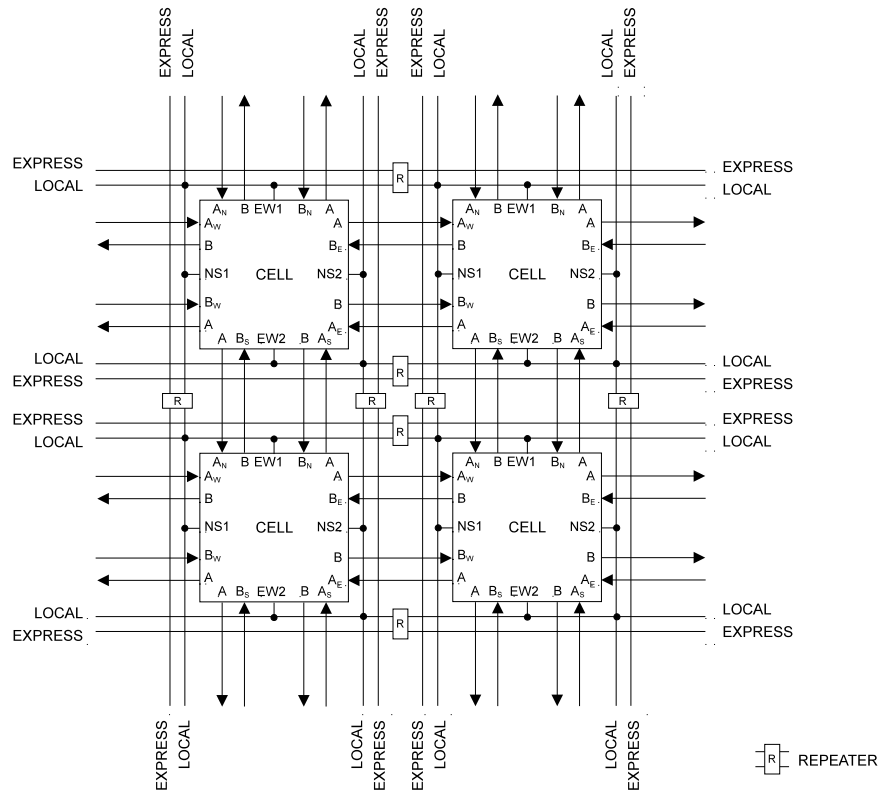 EXPRESS LOCAL LOCAL EXPRESS EXPRESS LOCAL LOCAL EXPRESS
EXPRESS R EXPRESS
LOCAL LOCAL
A_N B EW1 B_N A A_N B EW1 B_N A
A_W A A_W A
B B_E B B_E
NS1 CELL NS2 NS1 CELL NS2
B_W B B_W B
A A_E A A_E
A B_S EW2 B A_S A B_S EW2 B A_S
LOCAL LOCAL
EXPRESS R EXPRESS
R R R R
EXPRESS R EXPRESS
LOCAL LOCAL
A_N B EW1 B_N A A_N B EW1 B_N A
A_W A A_W A
B B_E B B_E
NS1 CELL NS2 NS1 CELL NS2
B_W B B_W B
A A_E A A_E
A B_S EW2 B A_S A B_S EW2 B A_S
LOCAL LOCAL
EXPRESS R EXPRESS
EXPRESS LOCAL LOCAL EXPRESS EXPRESS LOCAL LOCAL EXPRESS
R REPEATER